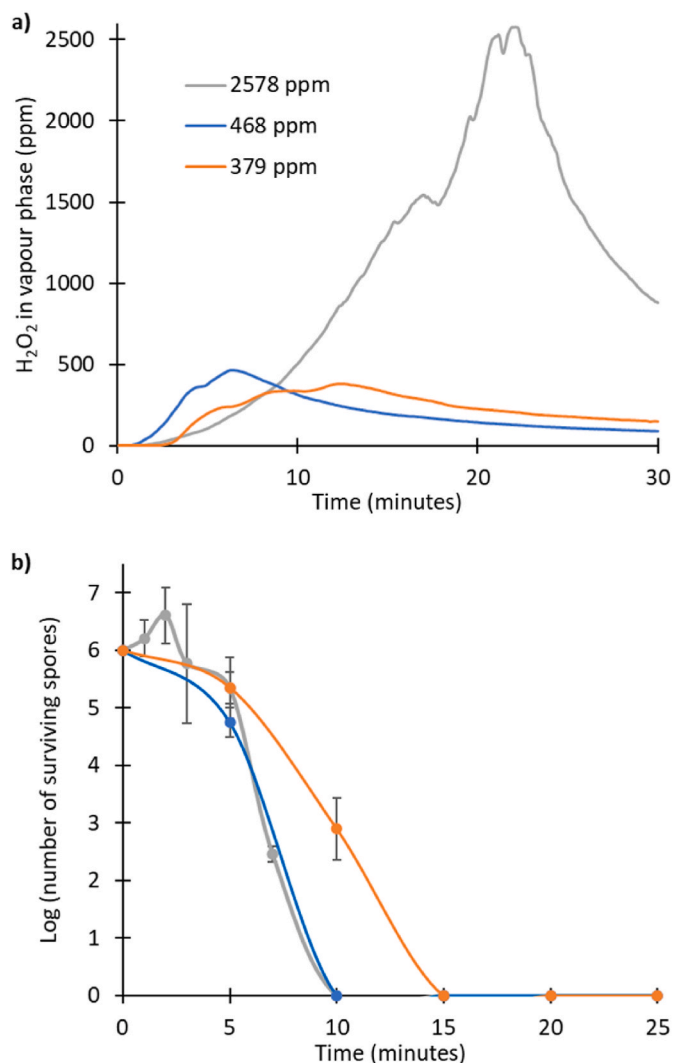 a)
2500
2000
1500
1000
500
0
H₂O₂ in vapour phase (ppm)
2578 ppm
468 ppm
379 ppm
0 10 20 30
Time (minutes)
b)
7
6
5
4
3
2
1
0
Log (number of surviving spores)
0 5 10 15 20 25
Time (minutes)